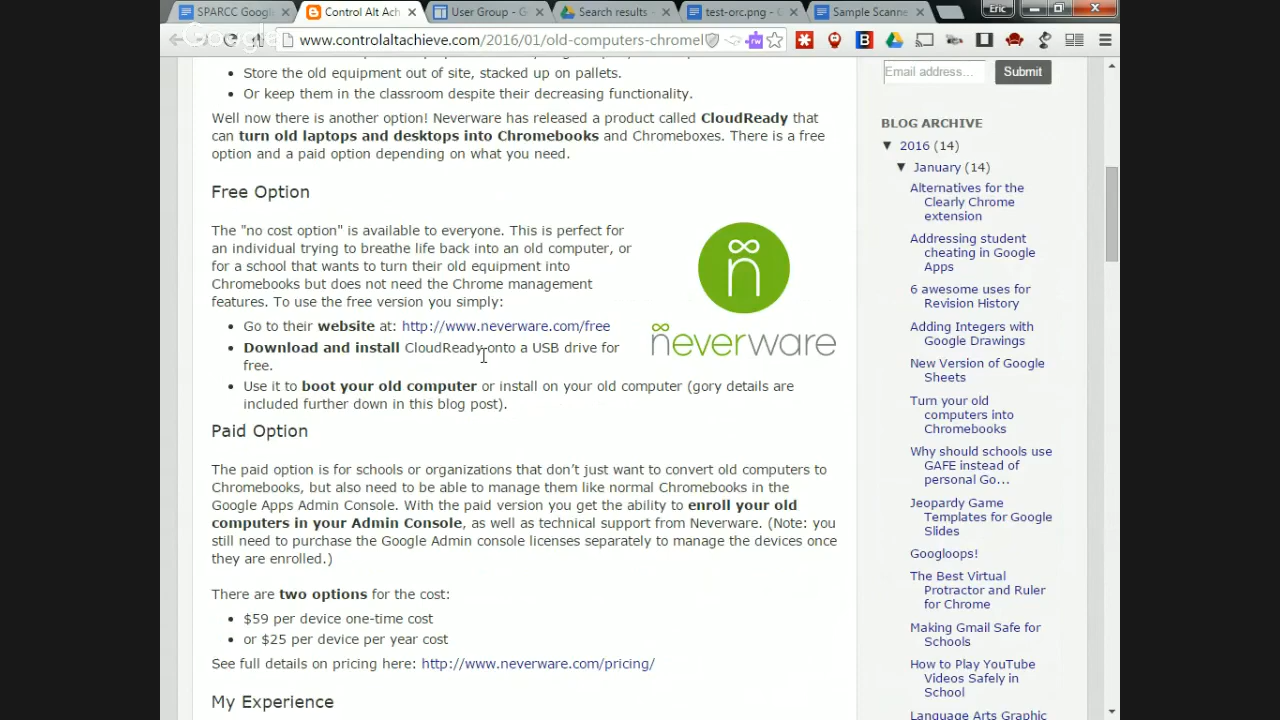 SPARCC Googl
Control Alt Ach
User Group - G
Search results
test-orc.png - G
Sample Scanne
Eric
Google
www.controlaltachieve.com/2016/01/old-computers-chromel
Store the old equipment out of site, stacked up on pallets.
Or keep them in the classroom despite their decreasing functionality.
Well now there is another option! Neverware has released a product called CloudReady that
can turn old laptops and desktops into Chromebooks and Chromeboxes. There is a free
option and a paid option depending on what you need.
Free Option
The "no cost option" is available to everyone. This is perfect for
an individual trying to breathe life back into an old computer, or
for a school that wants to turn their old equipment into
Chromebooks but does not need the Chrome management
features. To use the free version you simply:
Go to their website at: http://www.neverware.com/free
Download and install CloudReady onto a USB drive for
free.
Use it to boot your old computer or install on your old computer (gory details are
included further down in this blog post).
neverware
Paid Option
The paid option is for schools or organizations that don't just want to convert old computers to
Chromebooks, but also need to be able to manage them like normal Chromebooks in the
Google Apps Admin Console. With the paid version you get the ability to enroll your old
computers in your Admin Console, as well as technical support from Neverware. (Note: you
still need to purchase the Google Admin console licenses separately to manage the devices once
they are enrolled.)
There are two options for the cost:
$59 per device one-time cost
or $25 per device per year cost
See full details on pricing here: http://www.neverware.com/pricing/
My Experience
Email address...
Submit
BLOG ARCHIVE
▼ 2016 (14)
▼ January (14)
Alternatives for the
Clearly Chrome
extension
Addressing student
cheating in Google
Apps
6 awesome uses for
Revision History
Adding Integers with
Google Drawings
New Version of Google
Sheets
Turn your old
computers into
Chromebooks
Why should schools use
GAFE instead of
personal Go...
Jeopardy Game
Templates for Google
Slides
Googloops!
The Best Virtual
Protractor and Ruler
for Chrome
Making Gmail Safe for
Schools
How to Play YouTube
Videos Safely in
School
Language Arts Graphic